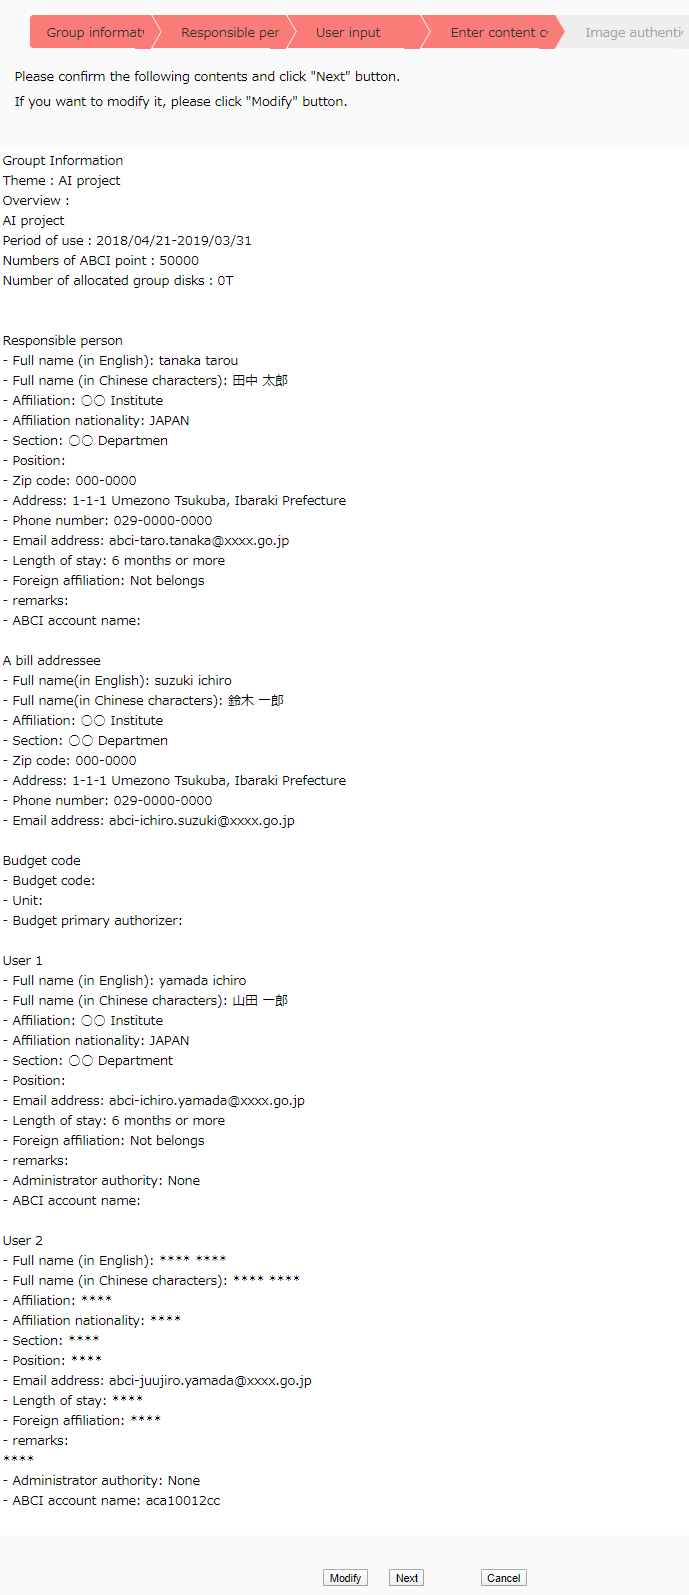 Group informat
Responsible per
User input
Enter content c
Image authenti
Please confirm the following contents and click "Next" button.
If you want to modify it, please click "Modify" button.
Groupt Information
Theme : AI project
Overview :
AI project
Period of use : 2018/04/21-2019/03/31
Numbers of ABCI point : 50000
Number of allocated group disks : 0T
Responsible person
- Full name (in English): tanaka tarou
- Full name (in Chinese characters): 田中 太郎
- Affiliation: 〇〇 Institute
- Affiliation nationality: JAPAN
- Section: 〇〇 Departmen
- Position:
- Zip code: 000-0000
- Address: 1-1-1 Umezono Tsukuba, Ibaraki Prefecture
- Phone number: 029-0000-0000
- Email address: abci-taro.tanaka@xxxx.go.jp
- Length of stay: 6 months or more
- Foreign affiliation: Not belongs
- remarks:
- ABCI account name:
A bill addressee
- Full name(in English): suzuki ichiro
- Full name(in Chinese characters): 鈴木 一郎
- Affiliation: 〇〇 Institute
- Section: 〇〇 Departmen
- Zip code: 000-0000
- Address: 1-1-1 Umezono Tsukuba, Ibaraki Prefecture
- Phone number: 029-0000-0000
- Email address: abci-ichiro.suzuki@xxxx.go.jp
Budget code
- Budget code:
- Unit:
- Budget primary authorizer:
User 1
- Full name (in English): yamada ichiro
- Full name (in Chinese characters): 山田 一郎
- Affiliation: 〇〇 Institute
- Affiliation nationality: JAPAN
- Section: 〇〇 Department
- Position:
- Email address: abci-ichiro.yamada@xxxx.go.jp
- Length of stay: 6 months or more
- Foreign affiliation: Not belongs
- remarks:
- Administrator authority: None
- ABCI account name:
User 2
- Full name (in English): **** ****
- Full name (in Chinese characters): **** ****
- Affiliation: ****
- Affiliation nationality: ****
- Section: ****
- Position: ****
- Email address: abci-juujiro.yamada@xxxx.go.jp
- Length of stay: ****
- Foreign affiliation: ****
- remarks:
****
- Administrator authority: None
- ABCI account name: aca10012cc
Modify Next Cancel